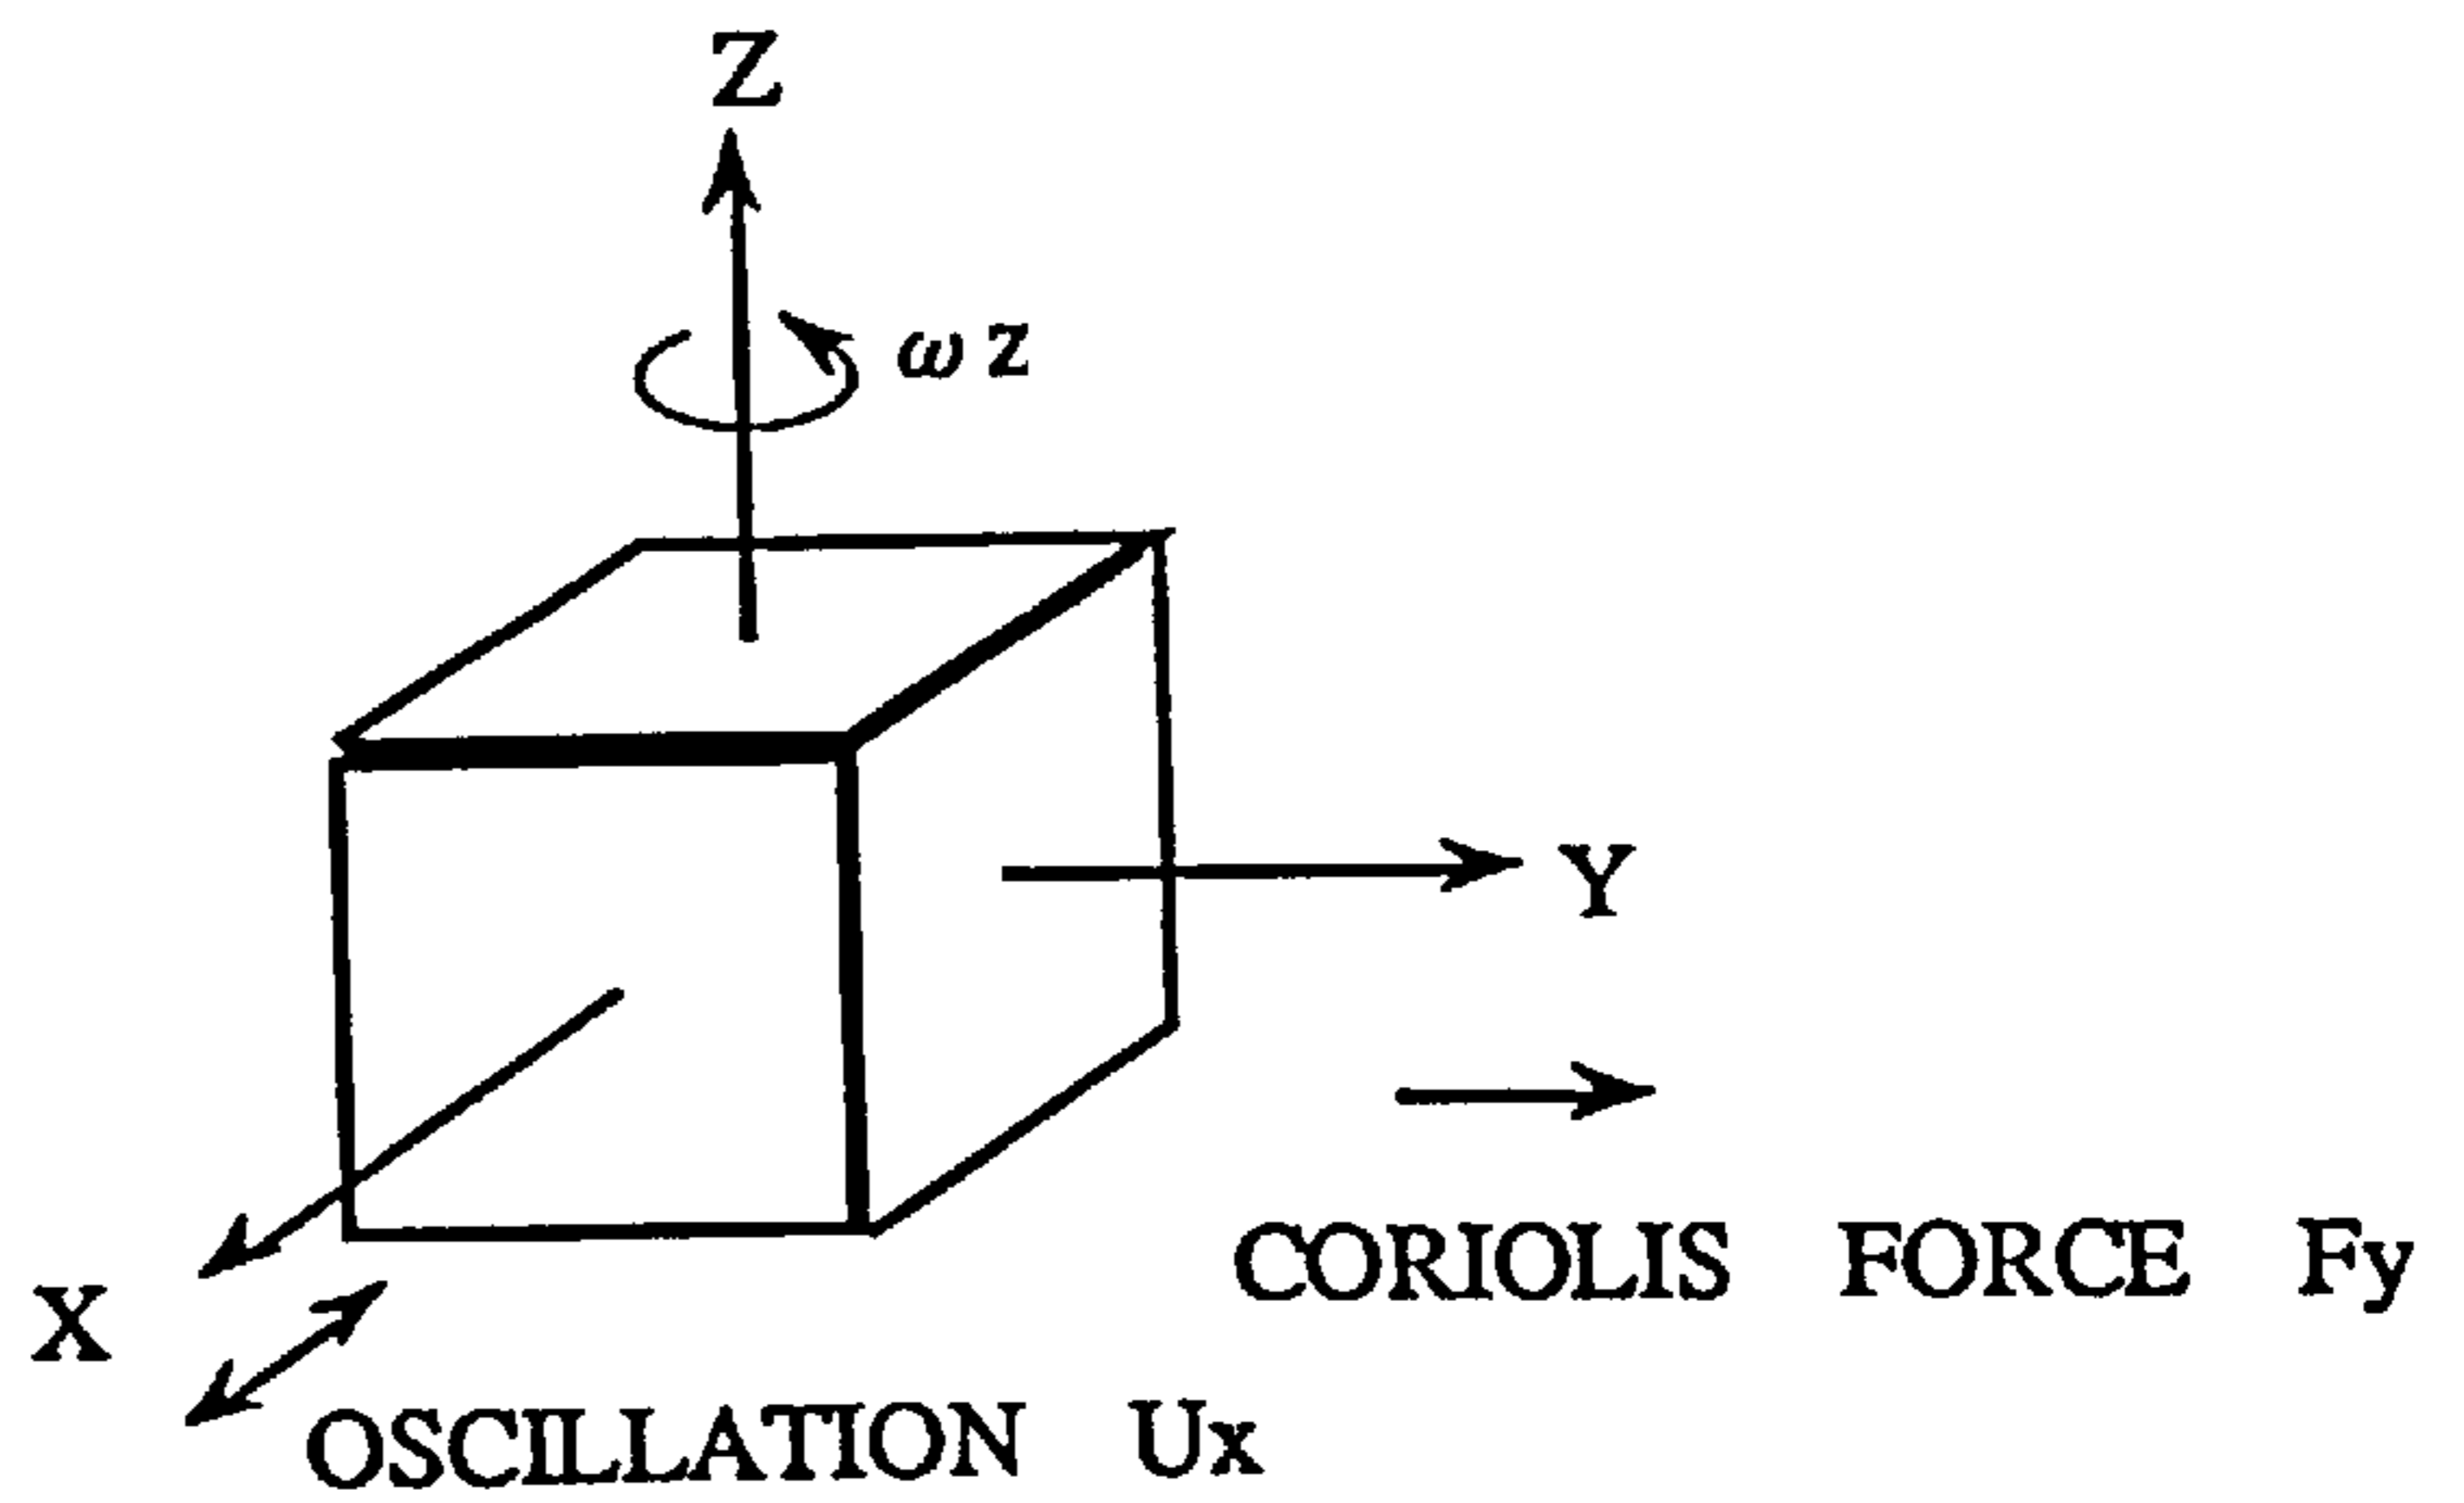 Z
ωz
Y
CORIOLIS FORCE Fy
X
OSCILLATION Ux